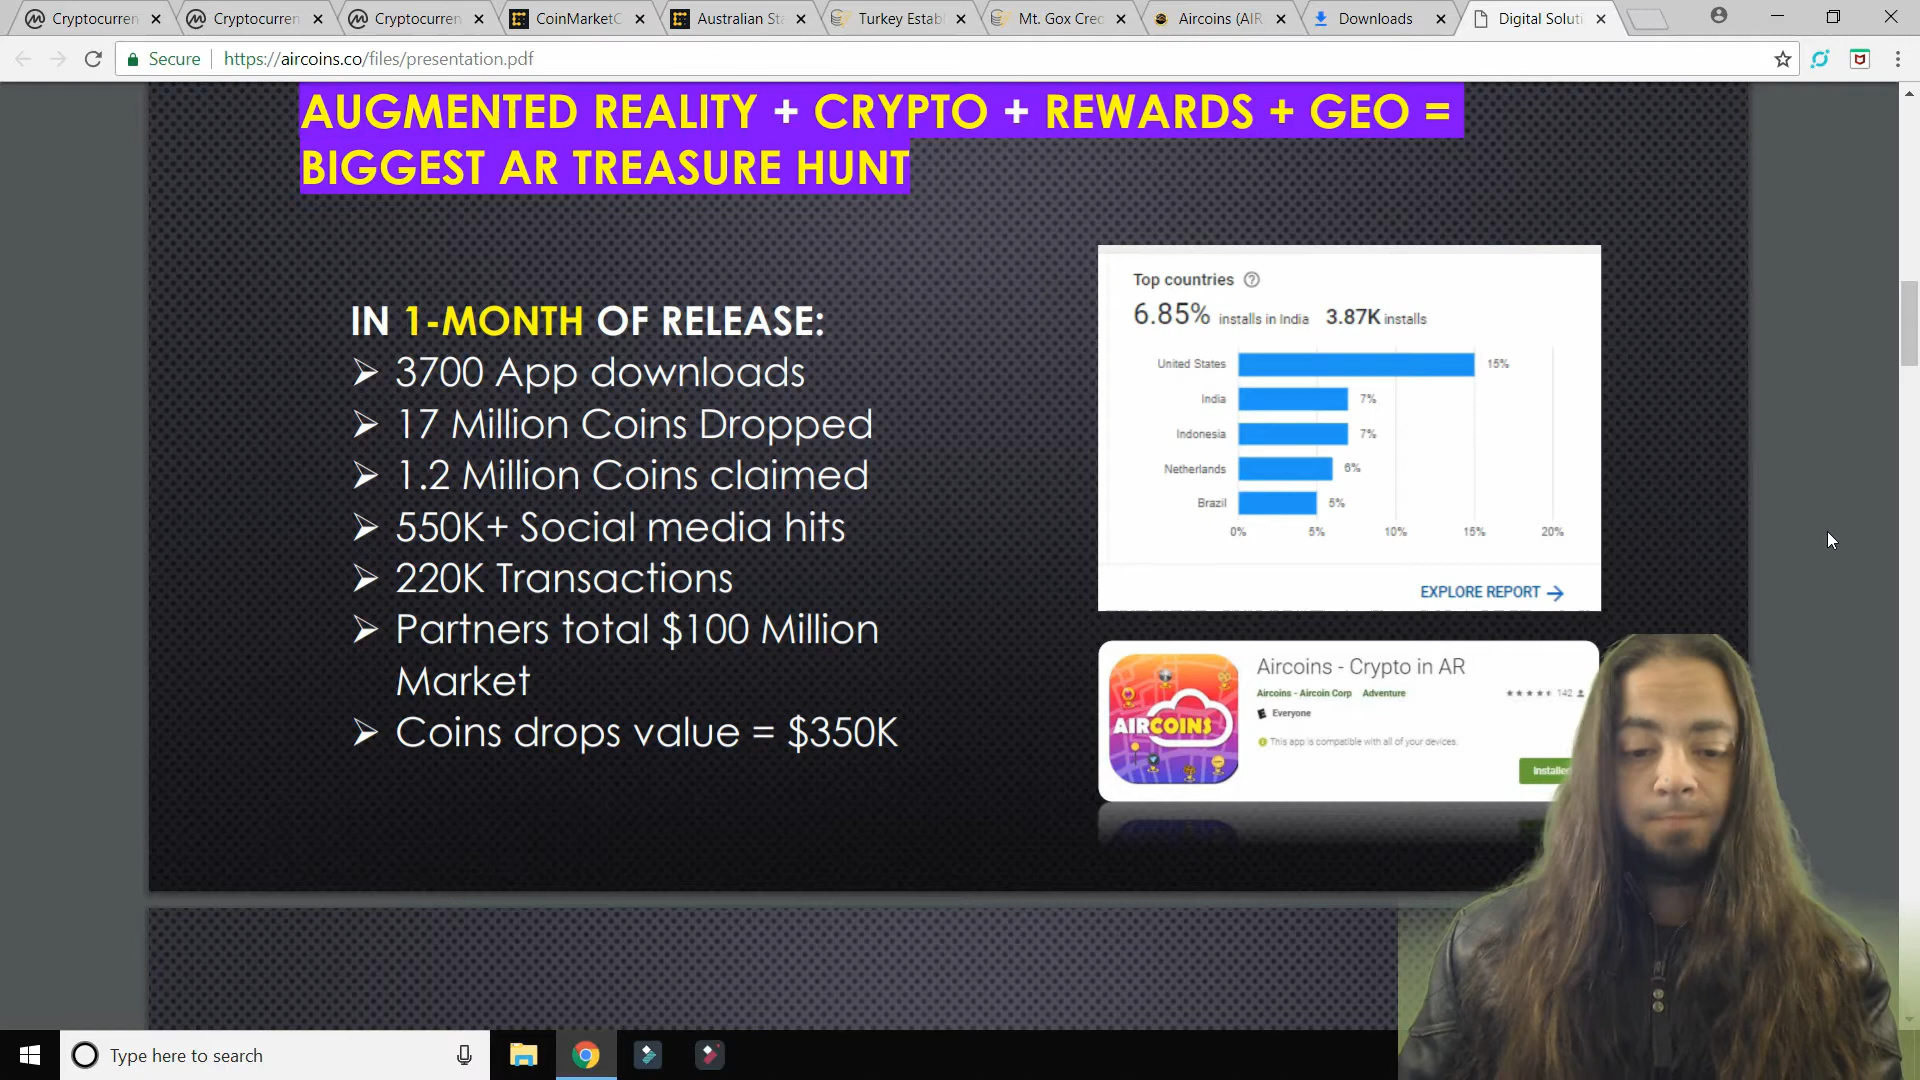 Cryptocurren
Cryptocurren
Cryptocurren
CoinMarketC
Australian Sta
Turkey Establ
Mt. Gox Cred
Aircoins (AIR
Downloads
Digital Soluti
Secure
https://aircoins.co/files/presentation.pdf
AUGMENTED REALITY + CRYPTO + REWARDS + GEO =
BIGGEST AR TREASURE HUNT
IN 1-MONTH OF RELEASE:
➢ 3700 App downloads
➢ 17 Million Coins Dropped
➢ 1.2 Million Coins claimed
➢ 550K+ Social media hits
➢ 220K Transactions
➢ Partners total $100 Million
Market
➢ Coins drops value = $350K
Top countries ?
6.85% installs in India 3.87K installs
United States 15%
India 7%
Indonesia 7%
Netherlands 6%
Brazil 5%
0% 5% 10% 15% 20%
EXPLORE REPORT →
AIRCOINS
Aircoins - Crypto in AR
Aircoins - Aircoin Corp Adventure 142
E Everyone
This app is compatible with all of your devices.
Installe
Type here to search